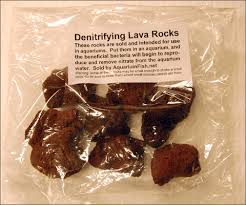 Denitrifying Lava Rocks
These rocks are sold and intended for use
in aquariums. Put them in an aquarium, and
the beneficial bacteria will begin to repro-
duce and remove nitrate from the aquarium
water. Sold by AquariumFish.net